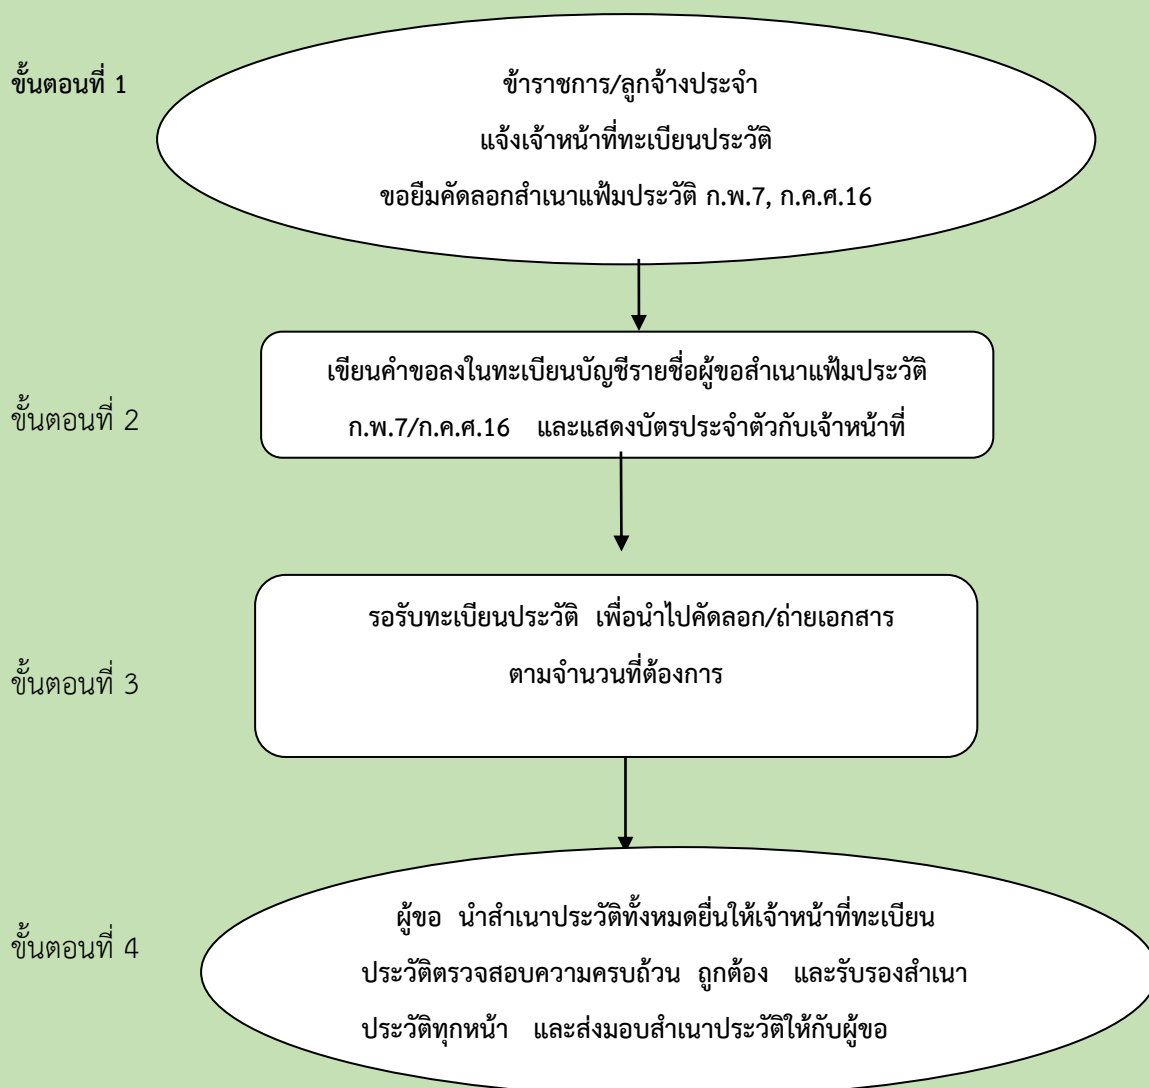 ขั้นตอนที่ 1
ข้าราชการ/ลูกจ้างประจำ
แจ้งเจ้าหน้าที่ทะเบียนประวัติ
ขอยืมคัดลอกสำเนาแฟ้มประวัติ ก.พ.7, ก.ค.ศ.16
ขั้นตอนที่ 2
เขียนคำขอลงในทะเบียนบัญชีรายชื่อผู้ขอสำเนาแฟ้มประวัติ
ก.พ.7/ก.ค.ศ.16 และแสดงบัตรประจำตัวกับเจ้าหน้าที่
ขั้นตอนที่ 3
รอรับทะเบียนประวัติ เพื่อนำไปคัดลอก/ถ่ายเอกสาร
ตามจำนวนที่ต้องการ
ขั้นตอนที่ 4
ผู้ขอ นำสำเนาประวัติทั้งหมดยื่นให้เจ้าหน้าที่ทะเบียน
ประวัติตรวจสอบความครบถ้วน ถูกต้อง และรับรองสำเนา
ประวัติทุกหน้า และส่งมอบสำเนาประวัติให้กับผู้ขอ